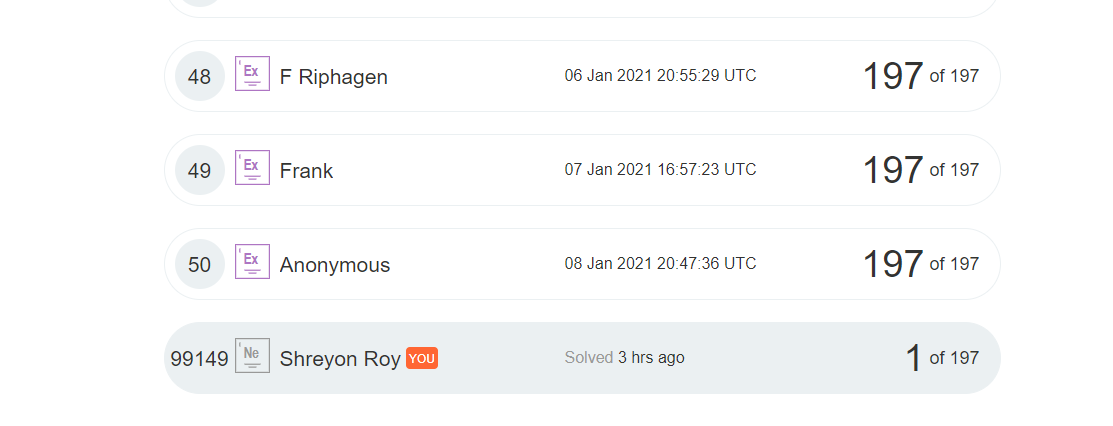 48 Ex F Riphagen 06 Jan 2021 20:55:29 UTC 197 of 197
49 Ex Frank 07 Jan 2021 16:57:23 UTC 197 of 197
50 Ex Anonymous 08 Jan 2021 20:47:36 UTC 197 of 197
99149 Ne Shreyon Roy YOU Solved 3 hrs ago 1 of 197